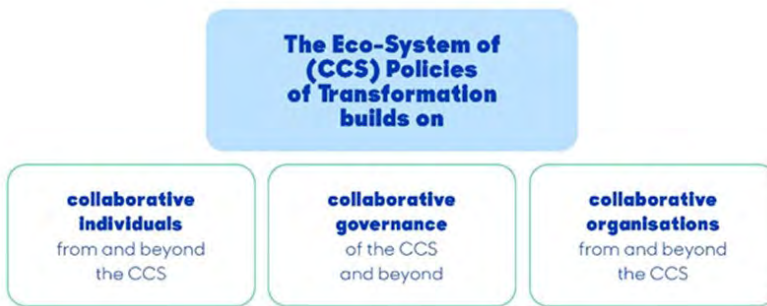 The Eco-System of
(CCS) Policies
of Transformation
builds on
collaborative
individuals
from and beyond
the CCS
collaborative
governance
of the CCS
and beyond
collaborative
organisations
from and beyond
the CCS